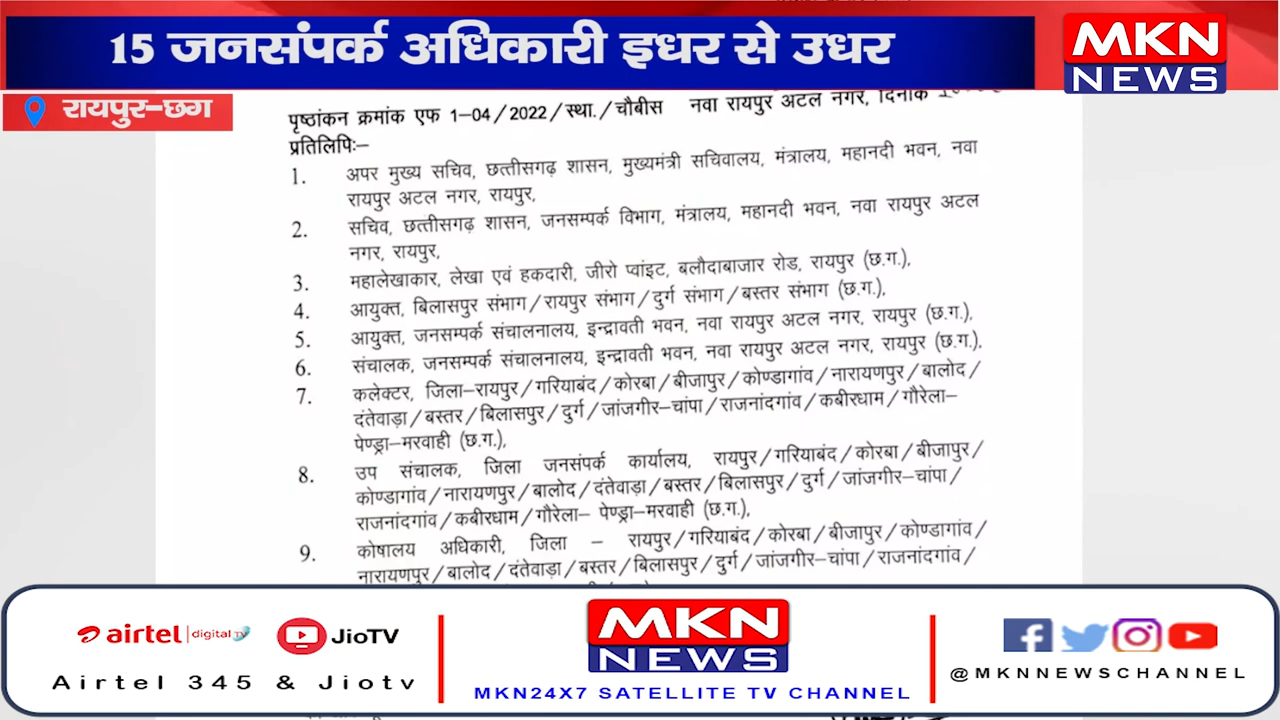 15 जनसंपर्क अधिकारी इधर से उधर
MKN
NEWS
रायपुर-छग
पृष्ठांकन क्रमांक एफ 1-04/2022/स्था./चौबीस नवा रायपुर अटल नगर, दिनांक
प्रतिलिपिः-
1. अपर मुख्य सचिव, छत्तीसगढ़ शासन, मुख्यमंत्री सचिवालय, मंत्रालय, महानदी भवन, नवा
रायपुर अटल नगर, रायपुर,
2. सचिव, छत्तीसगढ़ शासन, जनसम्पर्क विभाग, मंत्रालय, महानदी भवन, नवा रायपुर अटल
नगर, रायपुर,
3. महालेखाकार, लेखा एवं हकदारी, जीरो प्वांइट, बलौदाबाजार रोड, रायपुर (छ.ग.),
4. आयुक्त, बिलासपुर संभाग/रायपुर संभाग/दुर्ग संभाग/बस्तर संभाग (छ.ग.),
5. आयुक्त, जनसम्पर्क संचालनालय, इन्द्रावती भवन, नवा रायपुर अटल नगर, रायपुर (छ.ग.),
6. संचालक, जनसम्पर्क संचालनालय, इन्द्रावती भवन, नवा रायपुर अटल नगर, रायपुर (छ.ग.),
7. कलेक्टर, जिला-रायपुर/गरियाबंद/कोरबा/बीजापुर/कोण्डागांव/नारायणपुर/बालोद/
दंतेवाड़ा/बस्तर/बिलासपुर/दुर्ग/जांजगीर-चांपा/राजनांदगांव/कबीरधाम/गौरेला-
पेण्ड्रा-मरवाही (छ.ग.),
8. उप संचालक, जिला जनसंपर्क कार्यालय, रायपुर/गरियाबंद/कोरबा/बीजापुर/
कोण्डागांव/नारायणपुर/बालोद/दंतेवाड़ा/बस्तर/बिलासपुर/दुर्ग/जांजगीर-चांपा/
राजनांदगांव/कबीरधाम/गौरेला- पेण्ड्रा-मरवाही (छ.ग.),
9. कोषालय अधिकारी, जिला - रायपुर/गरियाबंद/कोरबा/बीजापुर/कोण्डागांव/
नारायणपुर/बालोद/दंतेवाड़ा/बस्तर/बिलासपुर/दुर्ग/जांजगीर-चांपा/राजनांदगांव/
airtel digital TV
JioTV
Airtel 345 & Jiotv
MKN
NEWS
MKN24X7 SATELLITE TV CHANNEL
@MKNNEWSCHANNEL